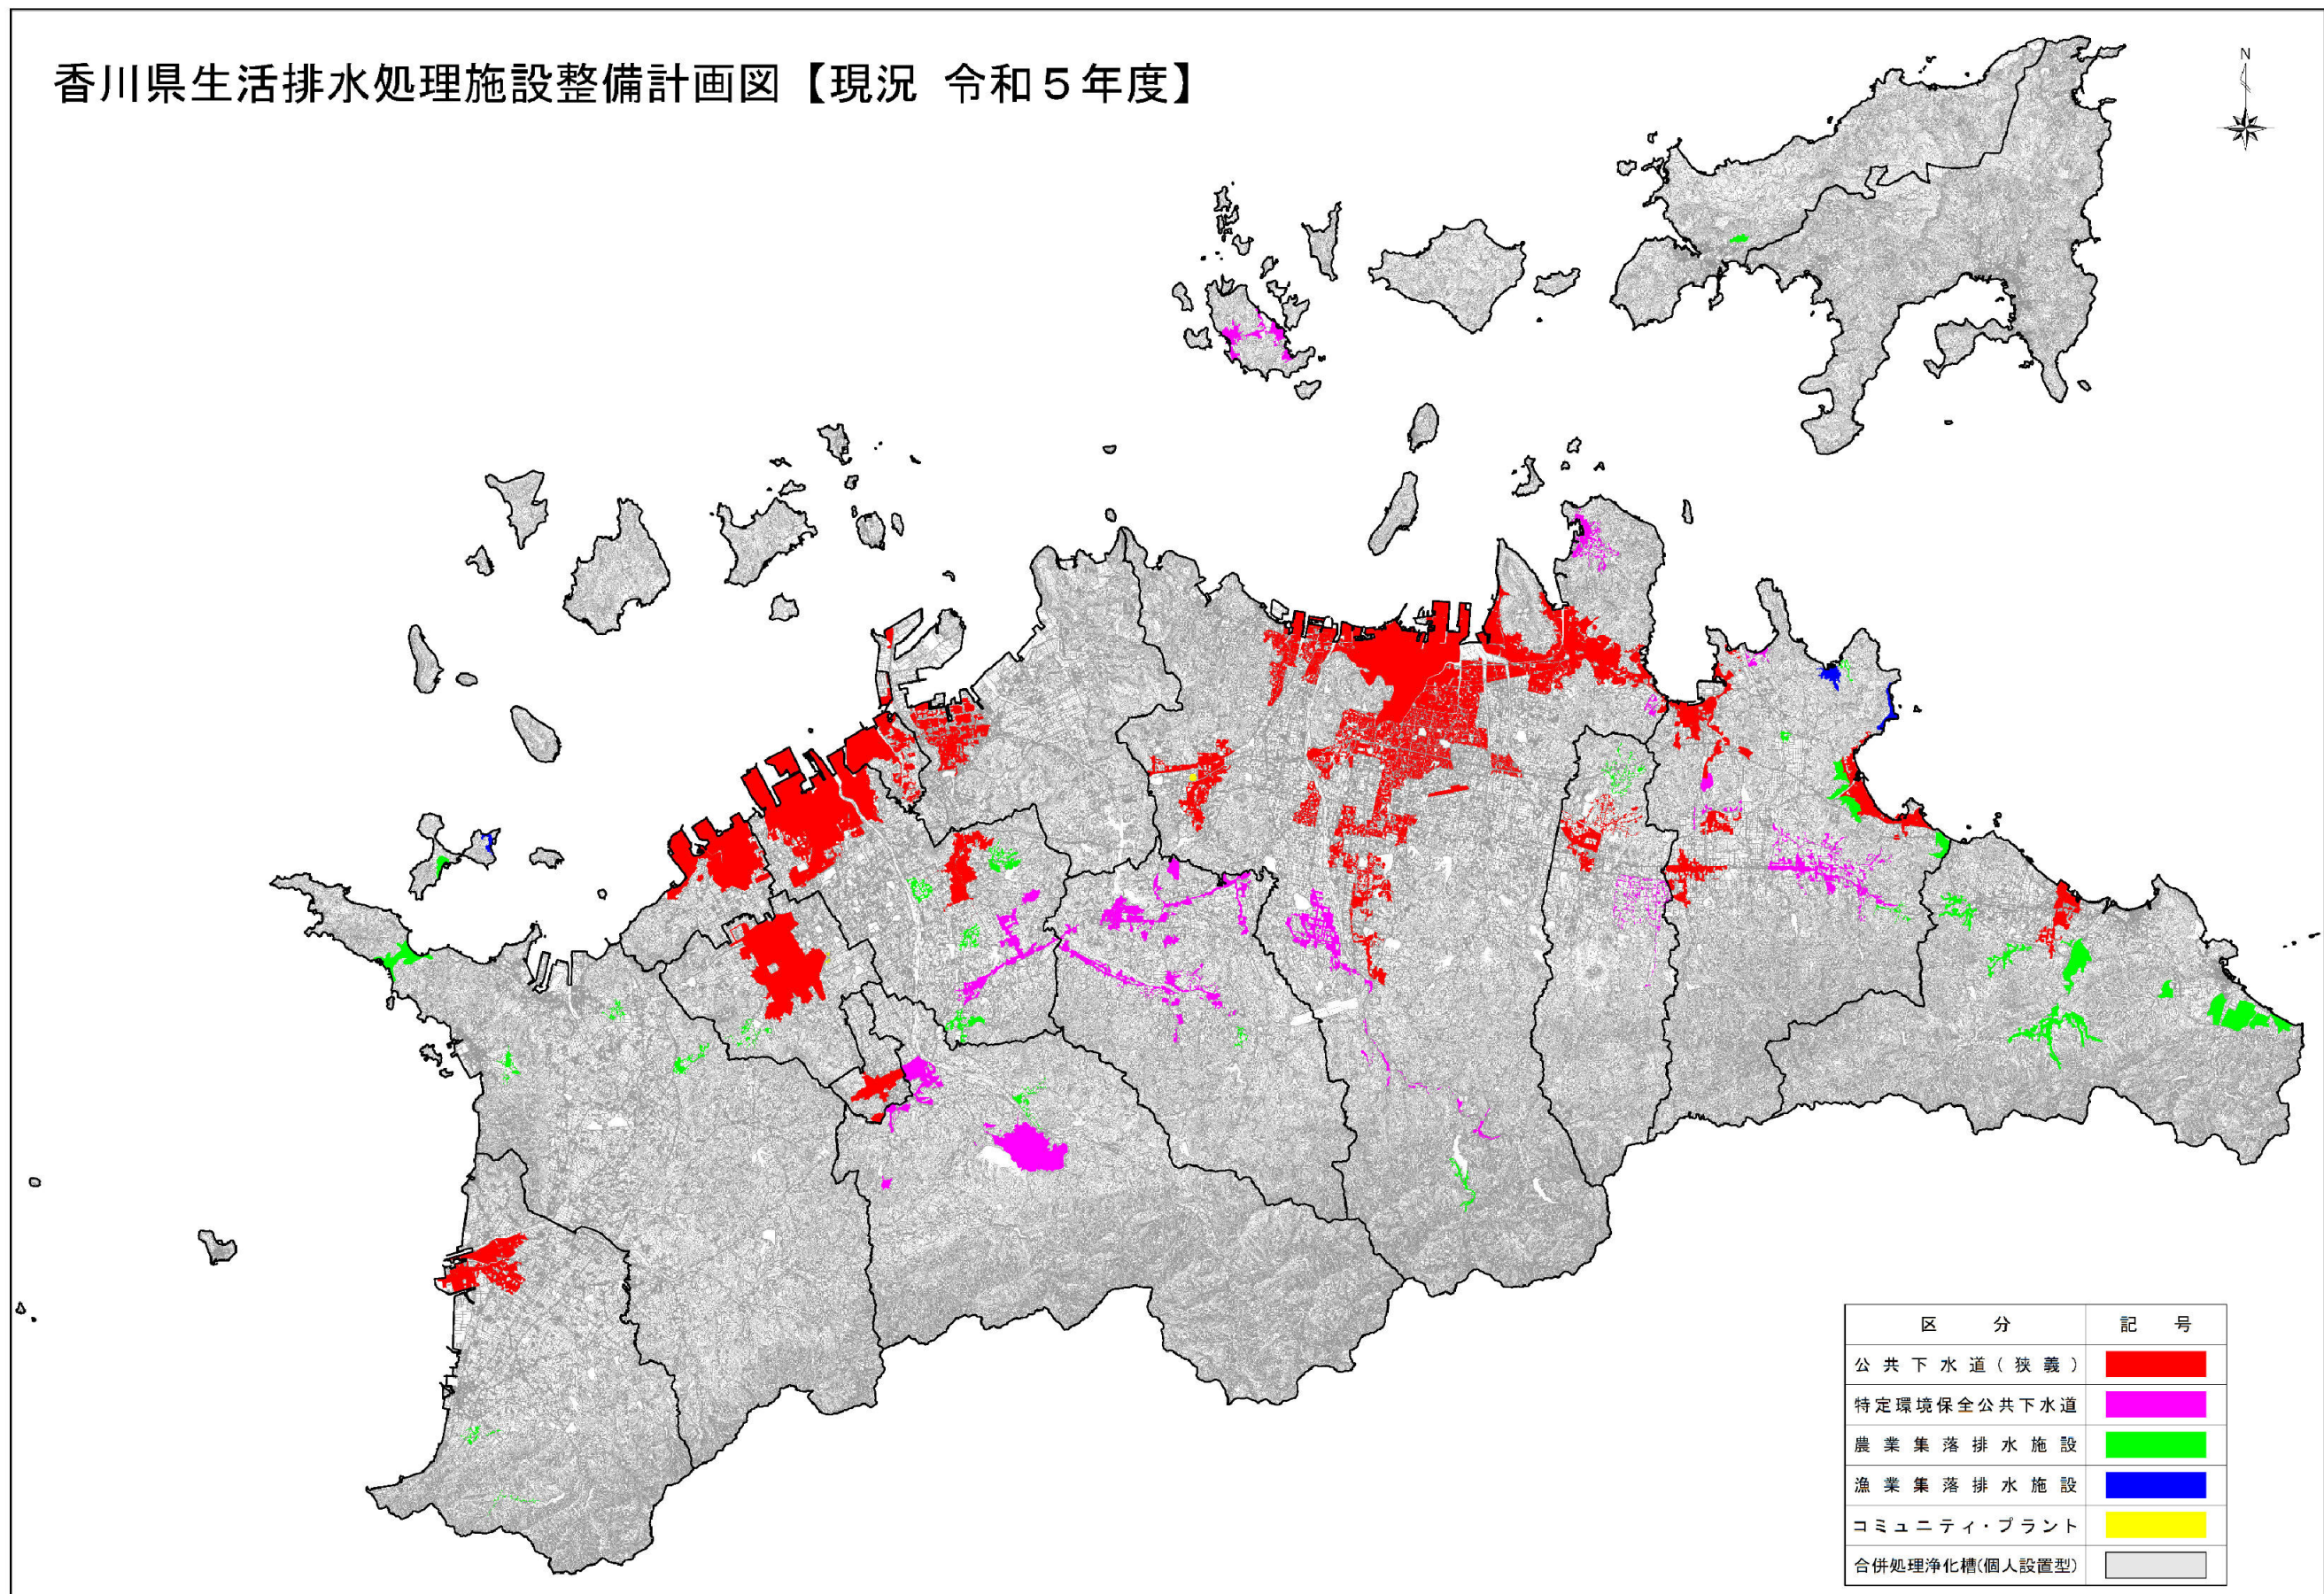 香川県生活排水処理施設整備計画図【現況 令和５年度】
N
区 分 記 号
公共下水道(狭義)
特定環境保全公共下水道
農業集落排水施設
漁業集落排水施設
コミュニティ・プラント
合併処理浄化槽(個人設置型)